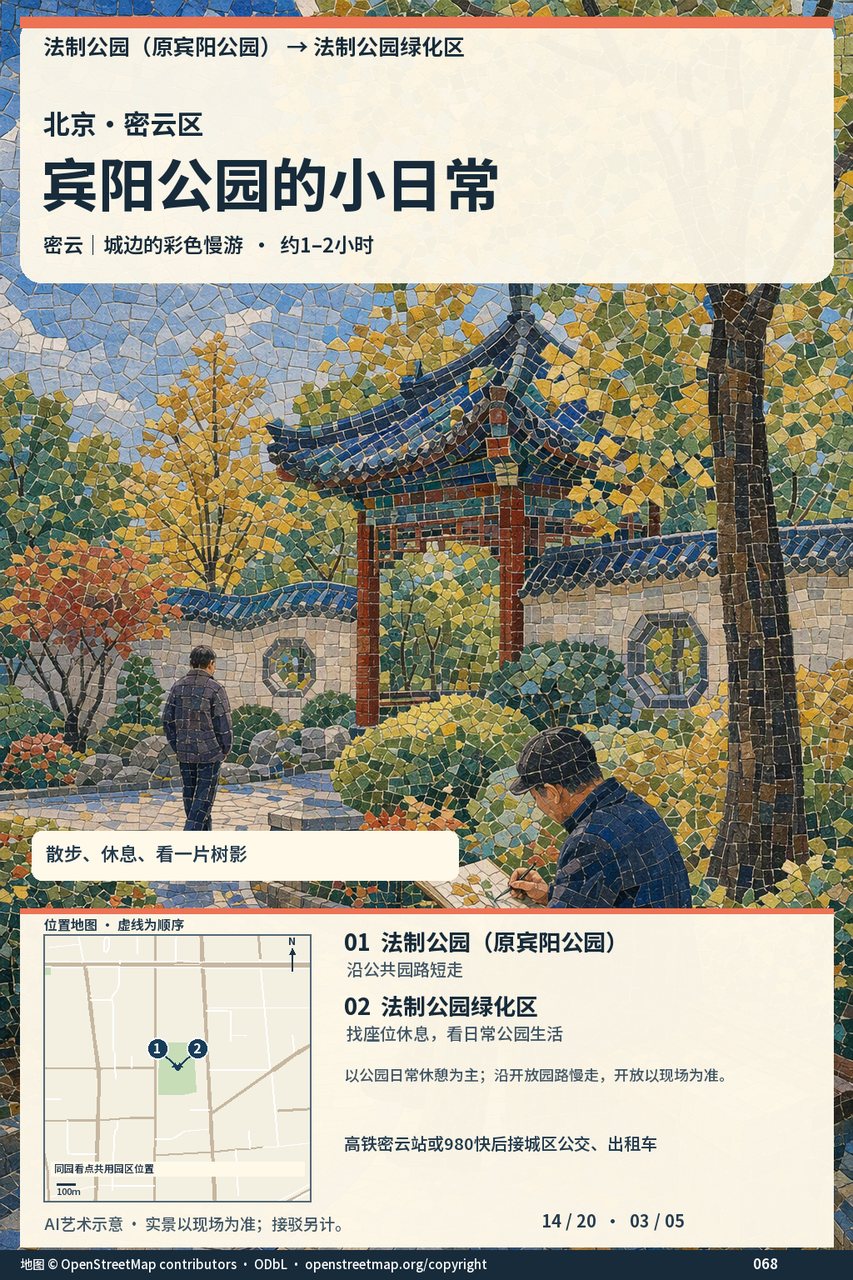 法制公园（原宾阳公园） → 法制公园绿化区
北京·密云区
宾阳公园的小日常
密云｜城边的彩色慢游 · 约1–2小时
散步、休息、看一片树影
位置地图 · 虚线为顺序
N
1 2
同园看点共用园区位置
100m
01 法制公园（原宾阳公园）
沿公共园路短走
02 法制公园绿化区
找座位休息，看日常公园生活
以公园日常休憩为主；沿开放园路慢走，开放以现场为准。
高铁密云站或980快后接城区公交、出租车
AI艺术示意 · 实景以现场为准；接驳另计。
14 / 20 · 03 / 05
地图 © OpenStreetMap contributors · ODbL · openstreetmap.org/copyright
068